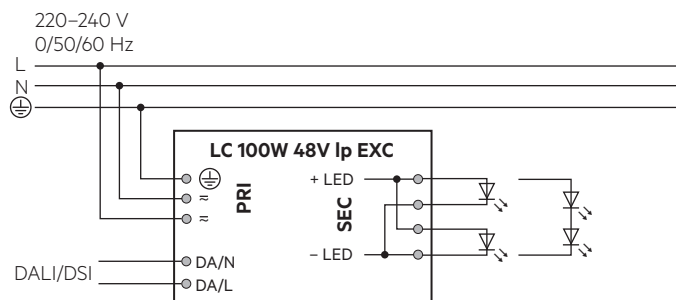 220–240 V
0/50/60 Hz
L
N
LC 100W 48V lp EXC
PRI
≂
≂
+ LED
SEC
– LED
DALI/DSI
DA/N
DA/L